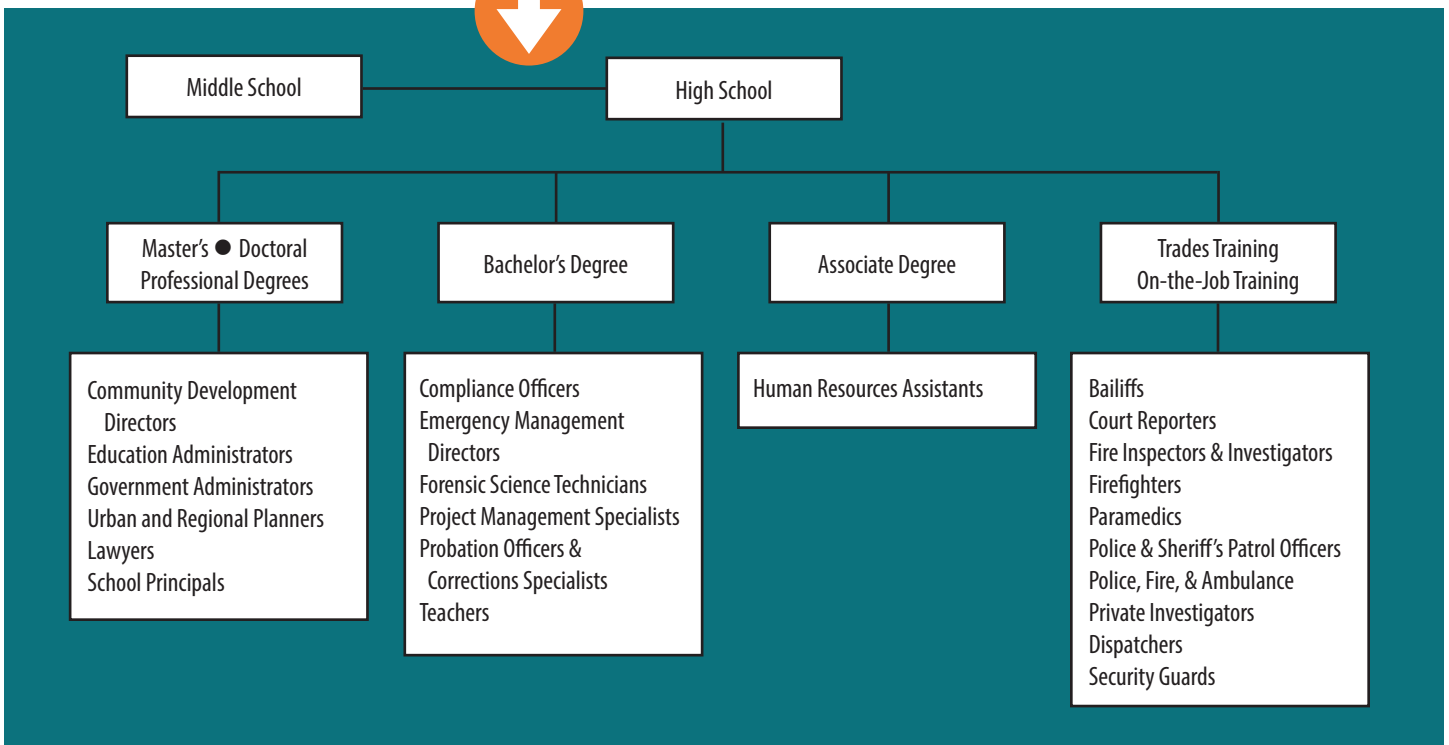 Middle School
High School
Master's ● Doctoral
Professional Degrees
Bachelor's Degree
Associate Degree
Trades Training
On-the-Job Training
Community Development
Directors
Education Administrators
Government Administrators
Urban and Regional Planners
Lawyers
School Principals
Compliance Officers
Emergency Management
Directors
Forensic Science Technicians
Project Management Specialists
Probation Officers &
Corrections Specialists
Teachers
Human Resources Assistants
Bailiffs
Court Reporters
Fire Inspectors & Investigators
Firefighters
Paramedics
Police & Sheriff's Patrol Officers
Police, Fire, & Ambulance
Private Investigators
Dispatchers
Security Guards